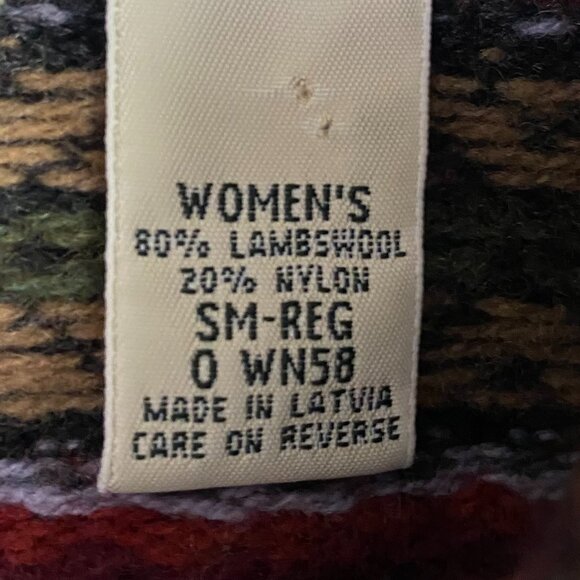 WOMEN'S
80% LAMBSWOOL
20% NYLON
SM-REG
0 WN58
MADE IN LATVIA
CARE ON REVERSE